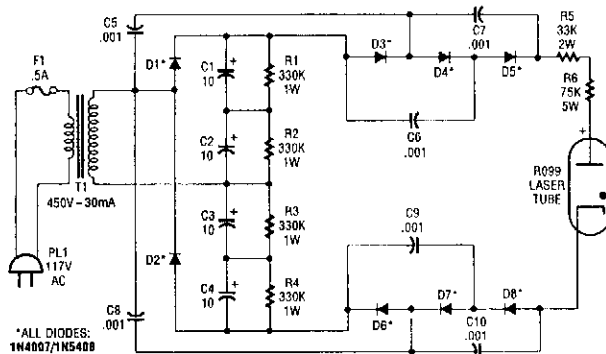 C5
.001
F1
.5A
D1*
C1
10
+
R1
330K
1W
D3*
C7
.001
D4*
D5*
R5
33K
2W
R6
75K
5W
C2
10
+
R2
330K
1W
C6
.001
+
R099
LASER
TUBE
T1
450V – 30mA
PL1
117V
AC
D2*
C3
10
+
R3
330K
1W
C9
.001
C4
10
+
R4
330K
1W
C8
.001
D6*
D7*
D8*
C10
.001
*ALL DIODES:
1N4007/1N5408